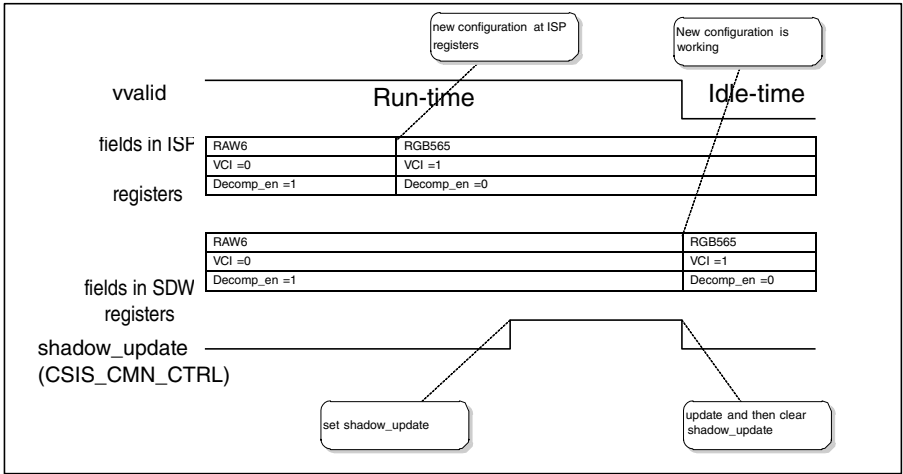 new configuration at ISP
registers
New configuration is
working
vvalid
Run-time
Idle-time
fields in ISP
registers
RAW6
RGB565
VCI =0
VCI =1
Decomp_en =1
Decomp_en =0
fields in SDW
registers
RAW6
RGB565
VCI =0
VCI =1
Decomp_en =1
Decomp_en =0
shadow_update
(CSIS_CMN_CTRL)
set shadow_update
update and then clear
shadow_update